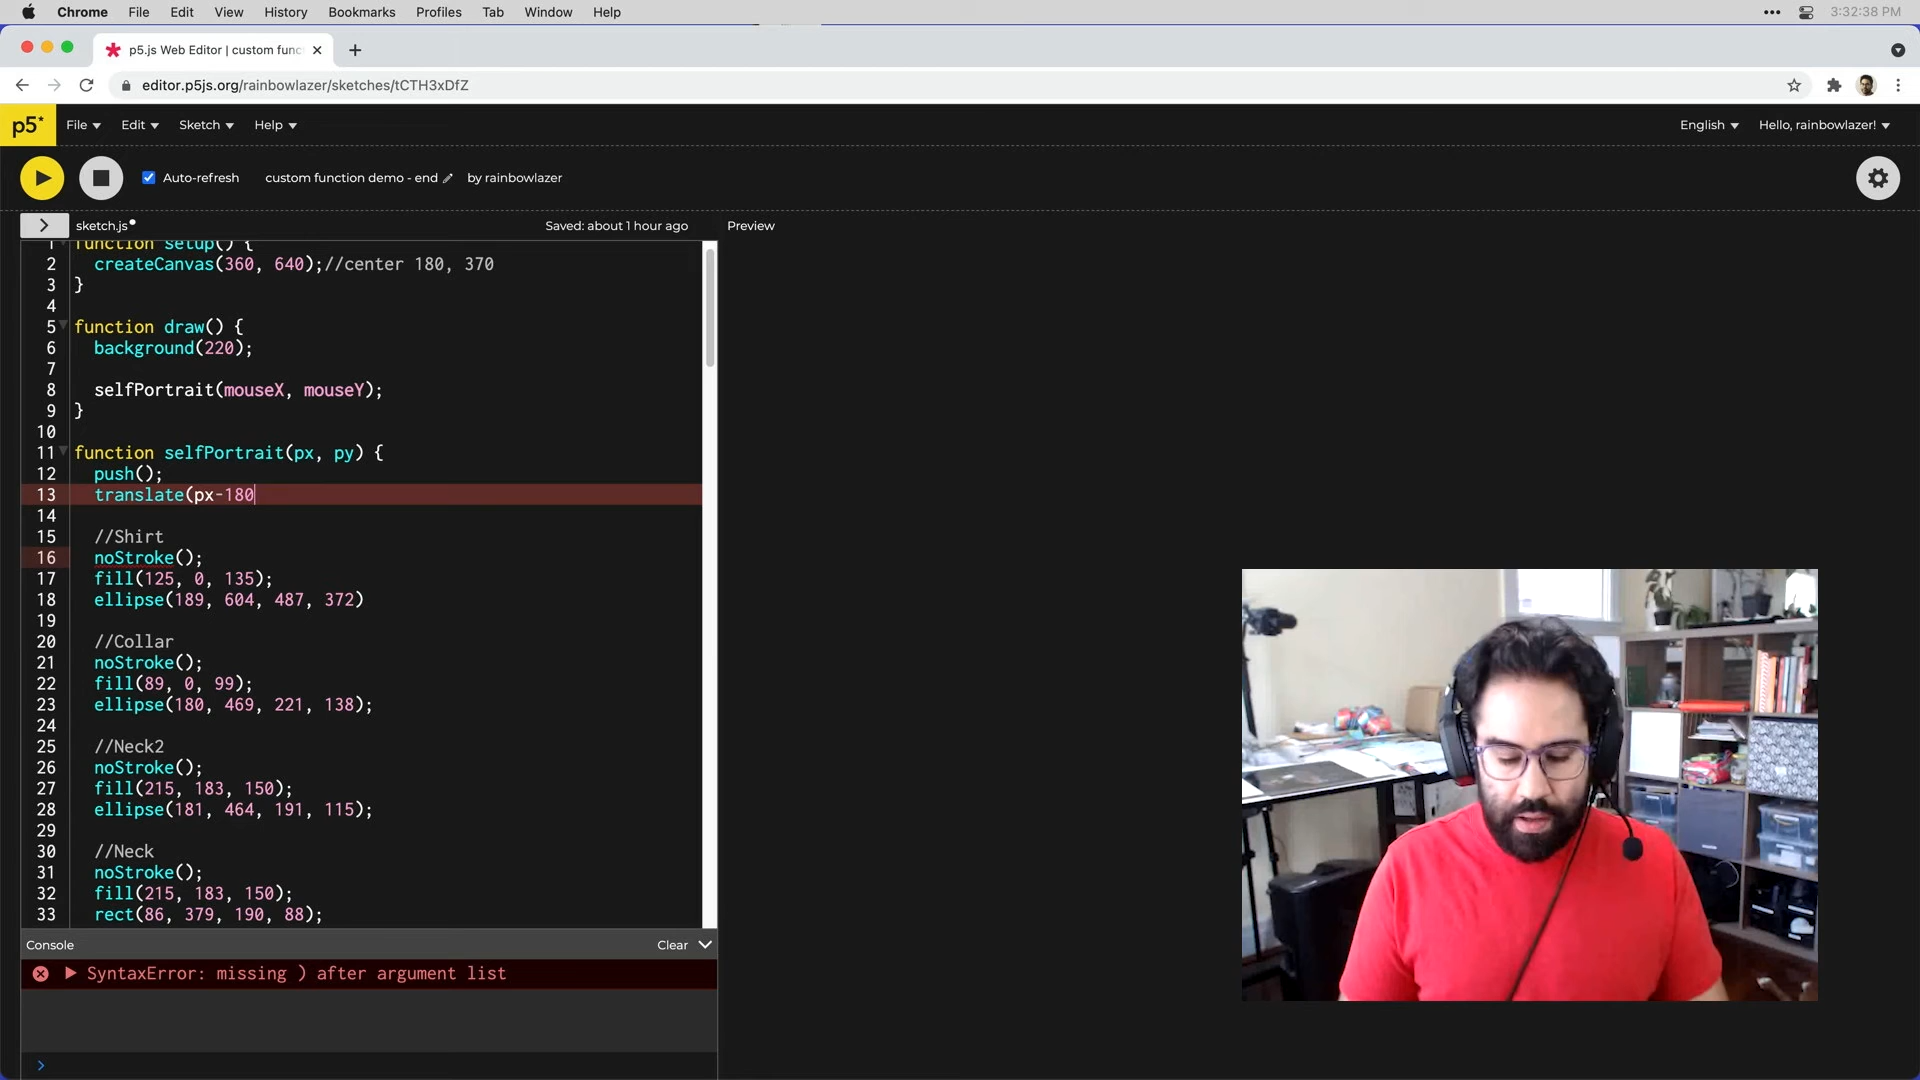 Chrome File Edit View History Bookmarks Profiles Tab Window Help 3:32:38 PM
p5.js Web Editor | custom func
editor.p5js.org/rainbowlazer/sketches/tCTH3xDfZ
p5* File Edit Sketch Help English Hello, rainbowlazer!
Auto-refresh custom function demo - end by rainbowlazer
sketch.js Saved: about 1 hour ago Preview
1 function setup() {
2 createCanvas(360, 640);//center 180, 370
3 }
4
5 function draw() {
6 background(220);
7
8 selfPortrait(mouseX, mouseY);
9 }
10
11 function selfPortrait(px, py) {
12 push();
13 translate(px-180
14
15 //Shirt
16 noStroke();
17 fill(125, 0, 135);
18 ellipse(189, 604, 487, 372)
19
20 //Collar
21 noStroke();
22 fill(89, 0, 99);
23 ellipse(180, 469, 221, 138);
24
25 //Neck2
26 noStroke();
27 fill(215, 183, 150);
28 ellipse(181, 464, 191, 115);
29
30 //Neck
31 noStroke();
32 fill(215, 183, 150);
33 rect(86, 379, 190, 88);
Console Clear
SyntaxError: missing ) after argument list
>